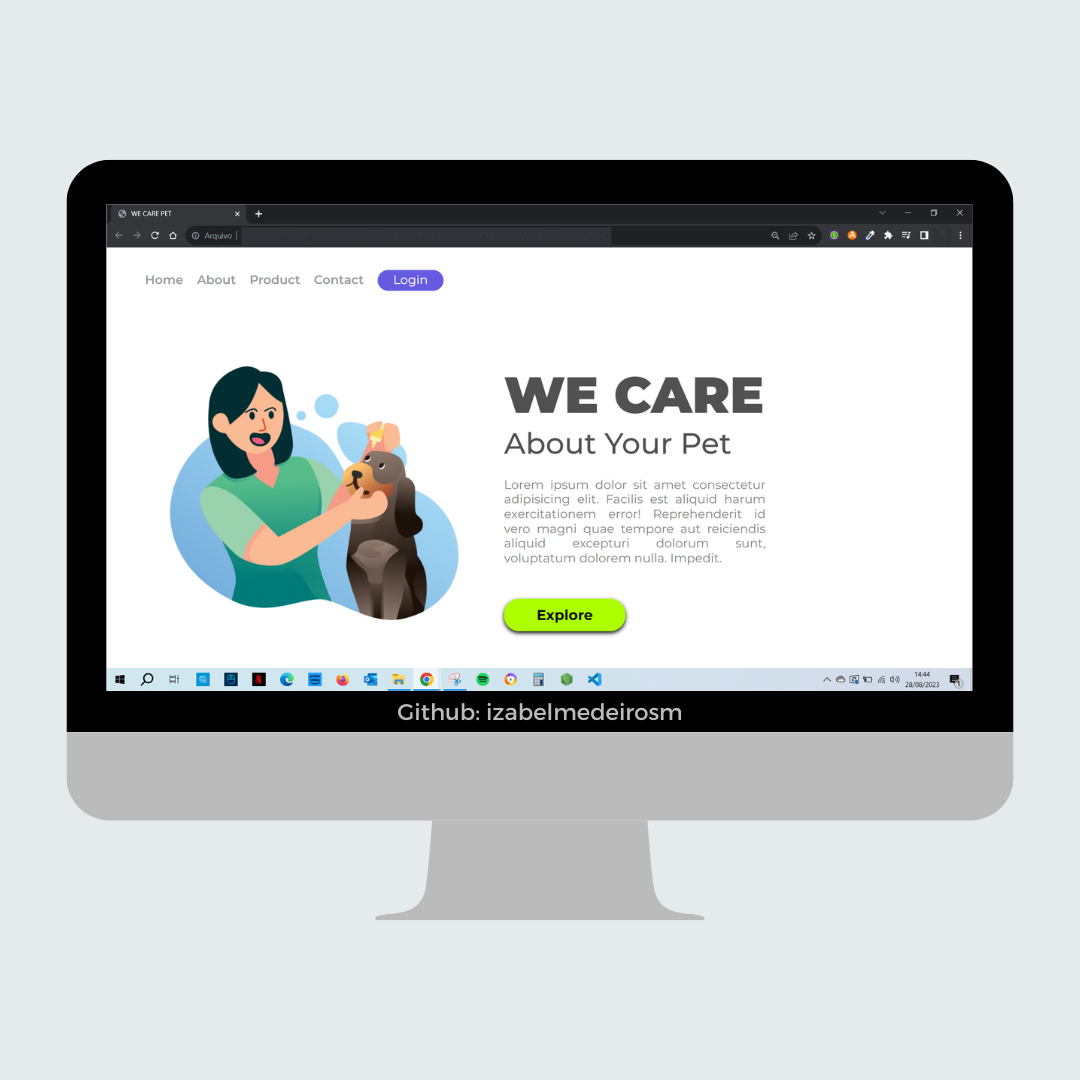 WE CARE PET
Arquivo
Home About Product Contact Login
WE CARE
About Your Pet
Lorem ipsum dolor sit amet consectetur
adipisicing elit. Facilis est aliquid harum
exercitationem error! Reprehenderit id
vero magni quae tempore aut reiciendis
aliquid excepturi dolorum sunt,
voluptatum dolorem nulla. Impedit.
Explore
14:44
28/08/2023
Github: izabelmedeirosm